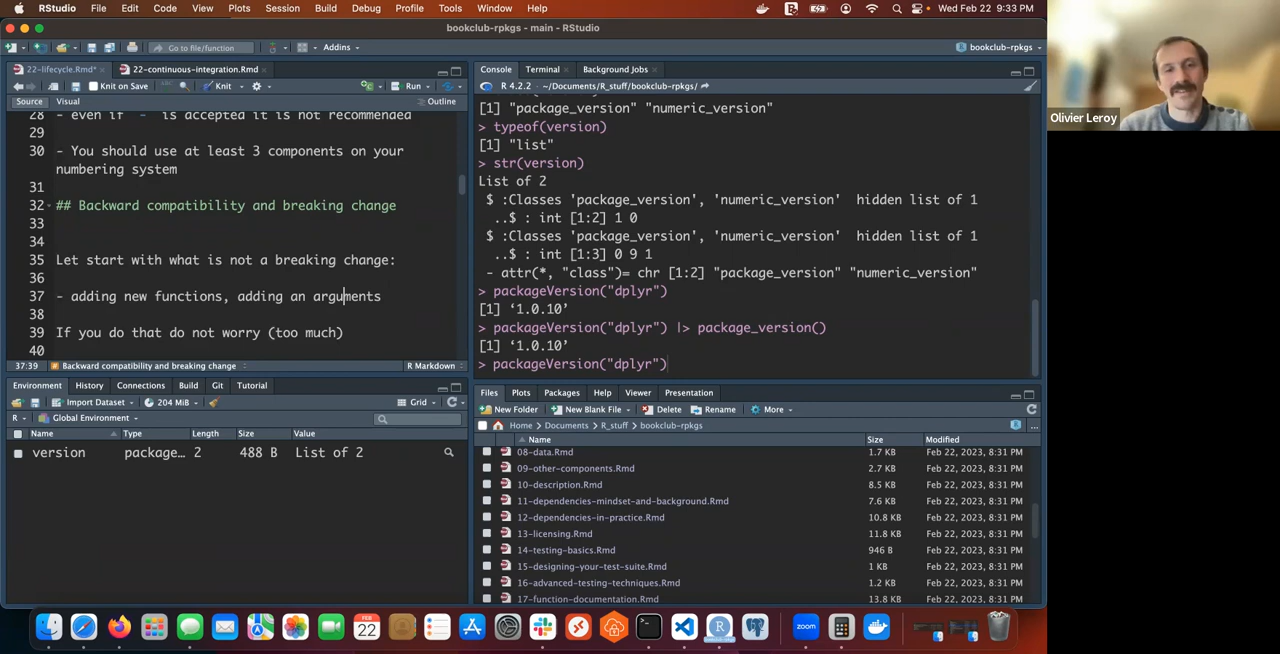 RStudio File Edit Code View Plots Session Build Debug Profile Tools Window Help Wed Feb 22 9:33 PM
bookclub-rpkgs - main - RStudio
Go to file/function Addins bookclub-rpkgs
22-lifecycle.Rmd* 22-continuous-integration.Rmd
Knit on Save Knit Run
Source Visual Outline
28 - even if `-` is accepted it is not recommended
29
30 - You should use at least 3 components on your
numbering system
31
32 ## Backward compatibility and breaking change
33
34
35 Let start with what is not a breaking change:
36
37 - adding new functions, adding an arguments
38
39 If you do that do not worry (too much)
40
37:39 Backward compatibility and breaking change R Markdown
Console Terminal Background Jobs
R 4.2.2 · ~/Documents/R_stuff/bookclub-rpkgs/
[1] "package_version" "numeric_version"
> typeof(version)
[1] "list"
> str(version)
List of 2
$ :Classes 'package_version', 'numeric_version' hidden list of 1
..$ : int [1:2] 1 0
$ :Classes 'package_version', 'numeric_version' hidden list of 1
..$ : int [1:3] 0 9 1
- attr(*, "class")= chr [1:2] "package_version" "numeric_version"
> packageVersion("dplyr")
[1] ‘1.0.10’
> packageVersion("dplyr") |> package_version()
[1] ‘1.0.10’
> packageVersion("dplyr")
Environment History Connections Build Git Tutorial
Import Dataset 204 MiB Grid
R Global Environment
Name Type Length Size Value
version package… 2 488 B List of 2
Files Plots Packages Help Viewer Presentation
New Folder New Blank File Delete Rename More
Home Documents R_stuff bookclub-rpkgs
Name Size Modified
08-data.Rmd 1.7 KB Feb 22, 2023, 8:31 PM
09-other-components.Rmd 2.7 KB Feb 22, 2023, 8:31 PM
10-description.Rmd 8.5 KB Feb 22, 2023, 8:31 PM
11-dependencies-mindset-and-background.Rmd 7.6 KB Feb 22, 2023, 8:31 PM
12-dependencies-in-practice.Rmd 10.8 KB Feb 22, 2023, 8:31 PM
13-licensing.Rmd 11.8 KB Feb 22, 2023, 8:31 PM
14-testing-basics.Rmd 946 B Feb 22, 2023, 8:31 PM
15-designing-your-test-suite.Rmd 1 KB Feb 22, 2023, 8:31 PM
16-advanced-testing-techniques.Rmd 1.2 KB Feb 22, 2023, 8:31 PM
17-function-documentation.Rmd 13.8 KB Feb 22, 2023, 8:31 PM
Olivier Leroy
FEB
22
zoom
R